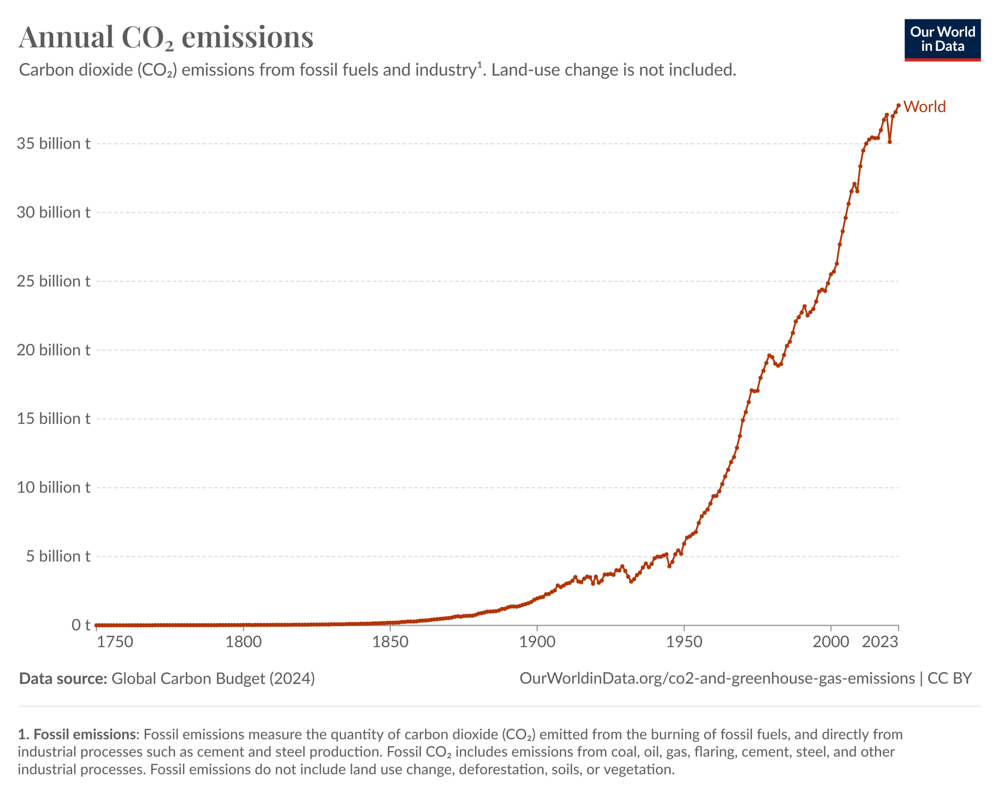 Annual CO₂ emissions
Our World
in Data
Carbon dioxide (CO₂) emissions from fossil fuels and industry¹. Land-use change is not included.
World
35 billion t
30 billion t
25 billion t
20 billion t
15 billion t
10 billion t
5 billion t
0 t
1750 1800 1850 1900 1950 2000 2023
Data source: Global Carbon Budget (2024)
OurWorldinData.org/co2-and-greenhouse-gas-emissions | CC BY
1. Fossil emissions: Fossil emissions measure the quantity of carbon dioxide (CO₂) emitted from the burning of fossil fuels, and directly from
industrial processes such as cement and steel production. Fossil CO₂ includes emissions from coal, oil, gas, flaring, cement, steel, and other
industrial processes. Fossil emissions do not include land use change, deforestation, soils, or vegetation.